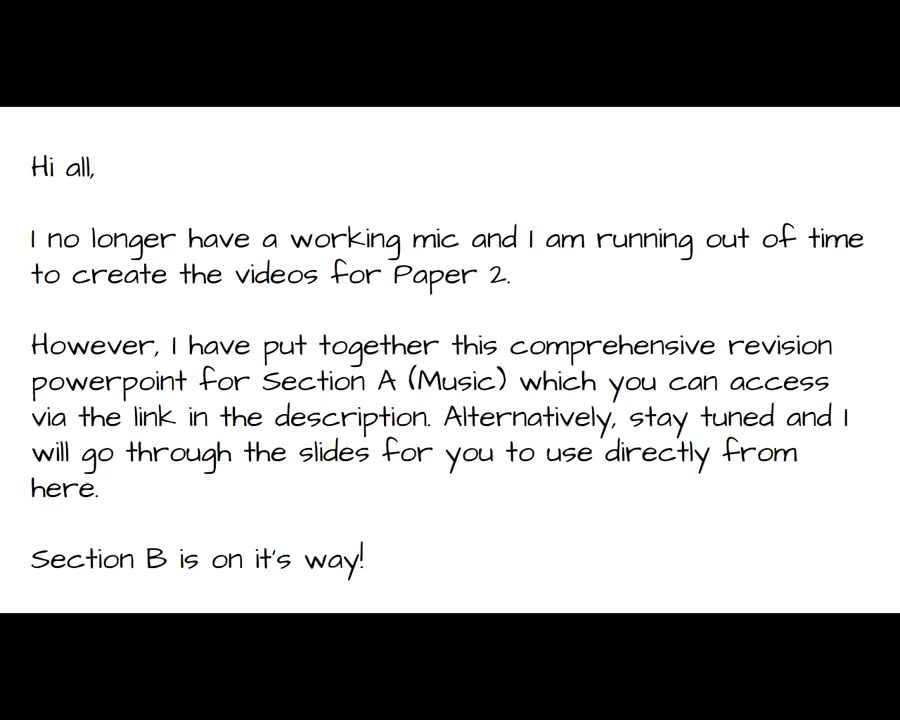 Hi all,
I no longer have a working mic and I am running out of time
to create the videos for Paper 2.
However, I have put together this comprehensive revision
powerpoint for Section A (Music) which you can access
via the link in the description. Alternatively, stay tuned and I
will go through the slides for you to use directly from
here.
Section B is on it's way!